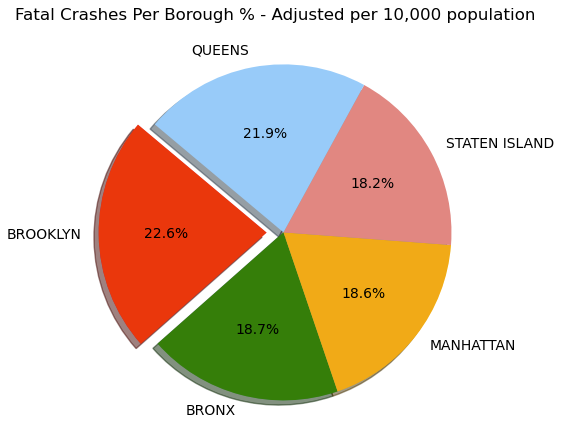 Fatal Crashes Per Borough % - Adjusted per 10,000 population
QUEENS
21.9%
STATEN ISLAND
18.2%
BROOKLYN
22.6%
18.6%
MANHATTAN
18.7%
BRONX